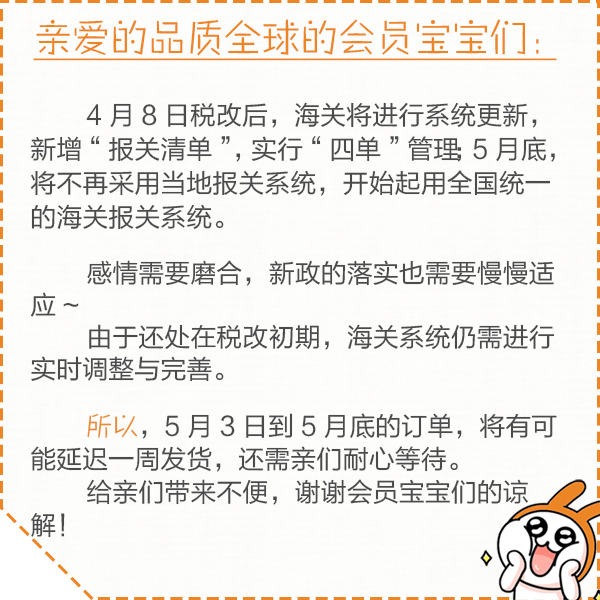 亲爱的品质全球的会员宝宝们：
4月8日税改后，海关将进行系统更新，
新增“报关清单”，实行“四单”管理；5月底，
将不再采用当地报关系统，开始起用全国统一
的海关报关系统。
感情需要磨合，新政的落实也需要慢慢适
应~
由于还处在税改初期，海关系统仍需进行
实时调整与完善。
所以，5月3日到5月底的订单，将有可
能延迟一周发货，还需亲们耐心等待。
给亲们带来不便，谢谢会员宝宝们的谅
解！